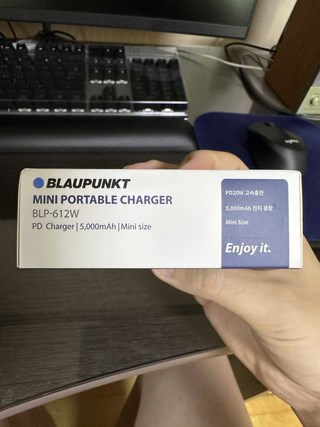 BLAUPUNKT
MINI PORTABLE CHARGER
BLP-612W
PD Charger | 5,000mAh | Mini size
PD20W 고속충전
5,000mAh 전지 용량
Mini Size
Enjoy it.